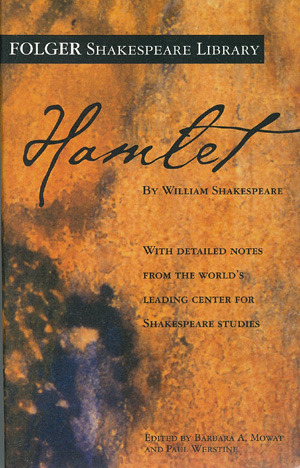 FOLGER SHAKESPEARE LIBRARY
Hamlet
BY WILLIAM SHAKESPEARE
WITH DETAILED NOTES
FROM THE WORLD'S
LEADING CENTER FOR
SHAKESPEARE STUDIES
EDITED BY BARBARA A. MOWAT
AND PAUL WERSTINE